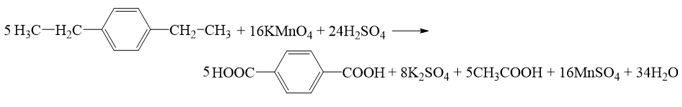 5 H₃C−H₂C CH₂−CH₃ + 16KMnO₄ + 24H₂SO₄ ⟶
5 HOOC COOH + 8K₂SO₄ + 5CH₃COOH + 16MnSO₄ + 34H₂O